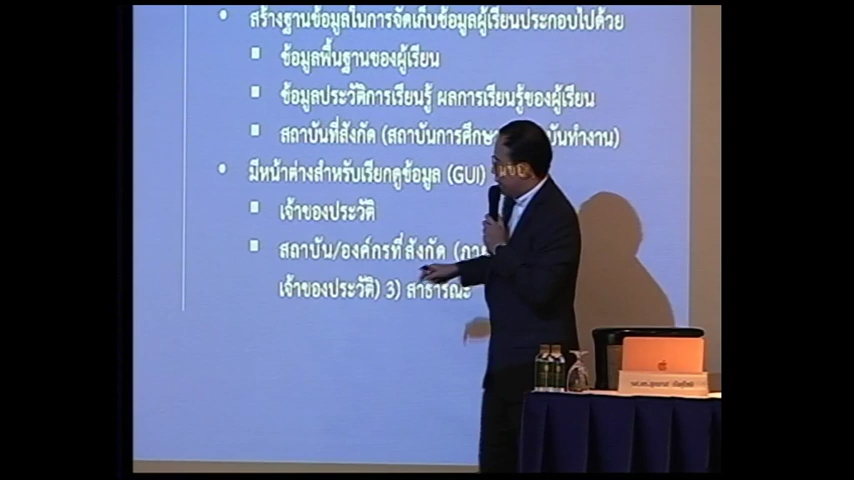 • สร้างฐานข้อมูลในการจัดเก็บข้อมูลผู้เรียนประกอบไปด้วย
▪ ข้อมูลพื้นฐานของผู้เรียน
▪ ข้อมูลประวัติการเรียนรู้ ผลการเรียนรู้ของผู้เรียน
▪ สถาบันที่สังกัด (สถาบันการศึกษา บันทำงาน)
• มีหน้าต่างสำหรับเรียกดูข้อมูล (GUI)
▪ เจ้าของประวัติ
▪ สถาบัน/องค์กรที่สังกัด
เจ้าของประวัติ) 3) สาธารณะ